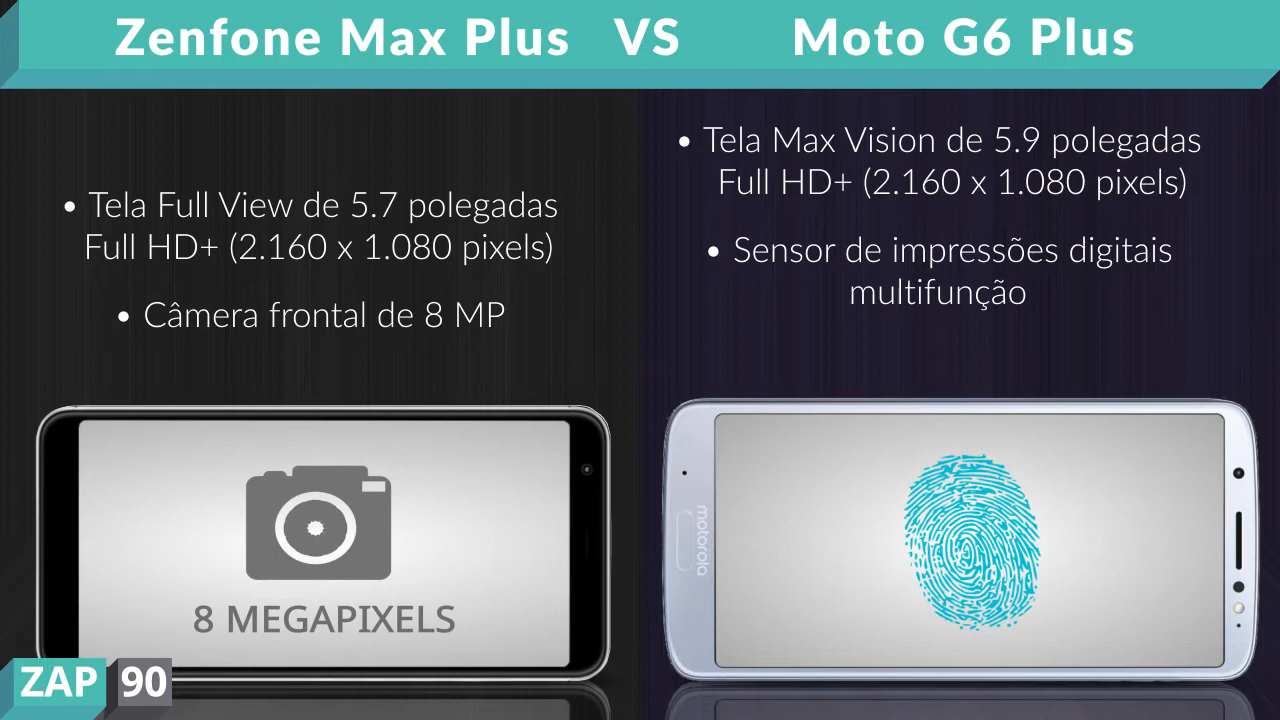 Zenfone Max Plus VS Moto G6 Plus
• Tela Full View de 5.7 polegadas
Full HD+ (2.160 x 1.080 pixels)
• Câmera frontal de 8 MP
• Tela Max Vision de 5.9 polegadas
Full HD+ (2.160 x 1.080 pixels)
• Sensor de impressões digitais
multifunção
8 MEGAPIXELS
motorola
ZAP 90